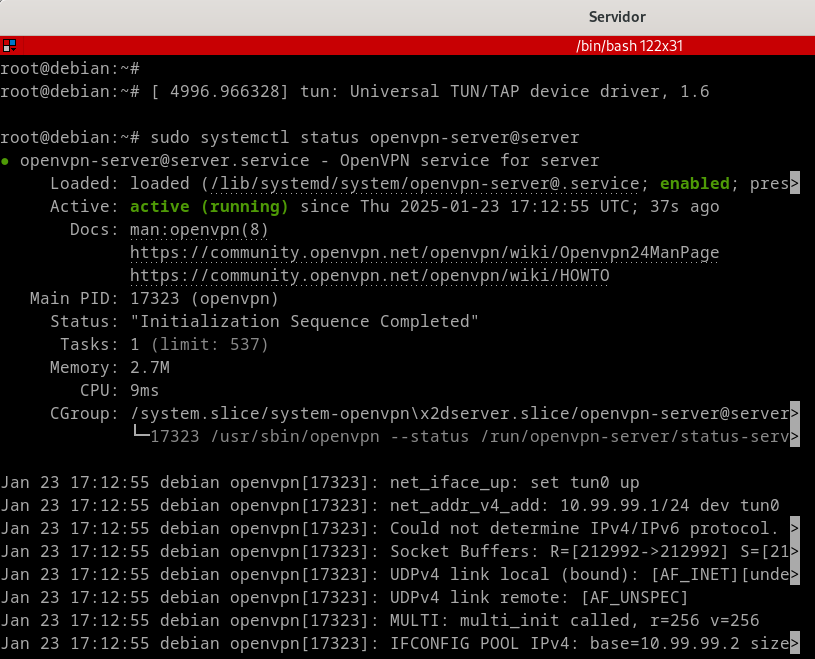 Servidor
/bin/bash 122x31
root@debian:~#
root@debian:~# [ 4996.966328] tun: Universal TUN/TAP device driver, 1.6
root@debian:~# sudo systemctl status openvpn-server@server
● openvpn-server@server.service - OpenVPN service for server
Loaded: loaded (/lib/systemd/system/openvpn-server@.service; enabled; pres>
Active: active (running) since Thu 2025-01-23 17:12:55 UTC; 37s ago
Docs: man:openvpn(8)
https://community.openvpn.net/openvpn/wiki/Openvpn24ManPage
https://community.openvpn.net/openvpn/wiki/HOWTO
Main PID: 17323 (openvpn)
Status: "Initialization Sequence Completed"
Tasks: 1 (limit: 537)
Memory: 2.7M
CPU: 9ms
CGroup: /system.slice/system-openvpn\x2dserver.slice/openvpn-server@server>
└─17323 /usr/sbin/openvpn --status /run/openvpn-server/status-serv>
Jan 23 17:12:55 debian openvpn[17323]: net_iface_up: set tun0 up
Jan 23 17:12:55 debian openvpn[17323]: net_addr_v4_add: 10.99.99.1/24 dev tun0
Jan 23 17:12:55 debian openvpn[17323]: Could not determine IPv4/IPv6 protocol. >
Jan 23 17:12:55 debian openvpn[17323]: Socket Buffers: R=[212992->212992] S=[21>
Jan 23 17:12:55 debian openvpn[17323]: UDPv4 link local (bound): [AF_INET][unde>
Jan 23 17:12:55 debian openvpn[17323]: UDPv4 link remote: [AF_UNSPEC]
Jan 23 17:12:55 debian openvpn[17323]: MULTI: multi_init called, r=256 v=256
Jan 23 17:12:55 debian openvpn[17323]: IFCONFIG POOL IPv4: base=10.99.99.2 size>